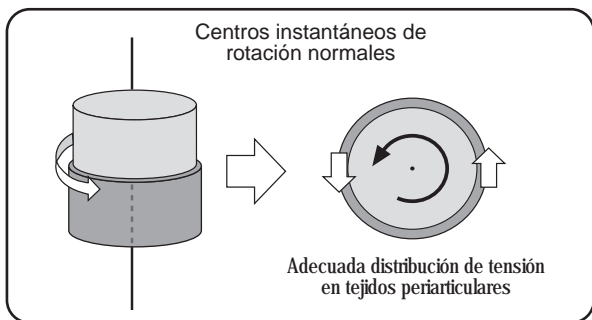 Centros instantáneos de
rotación normales
Adecuada distribución de tensión
en tejidos periarticulares